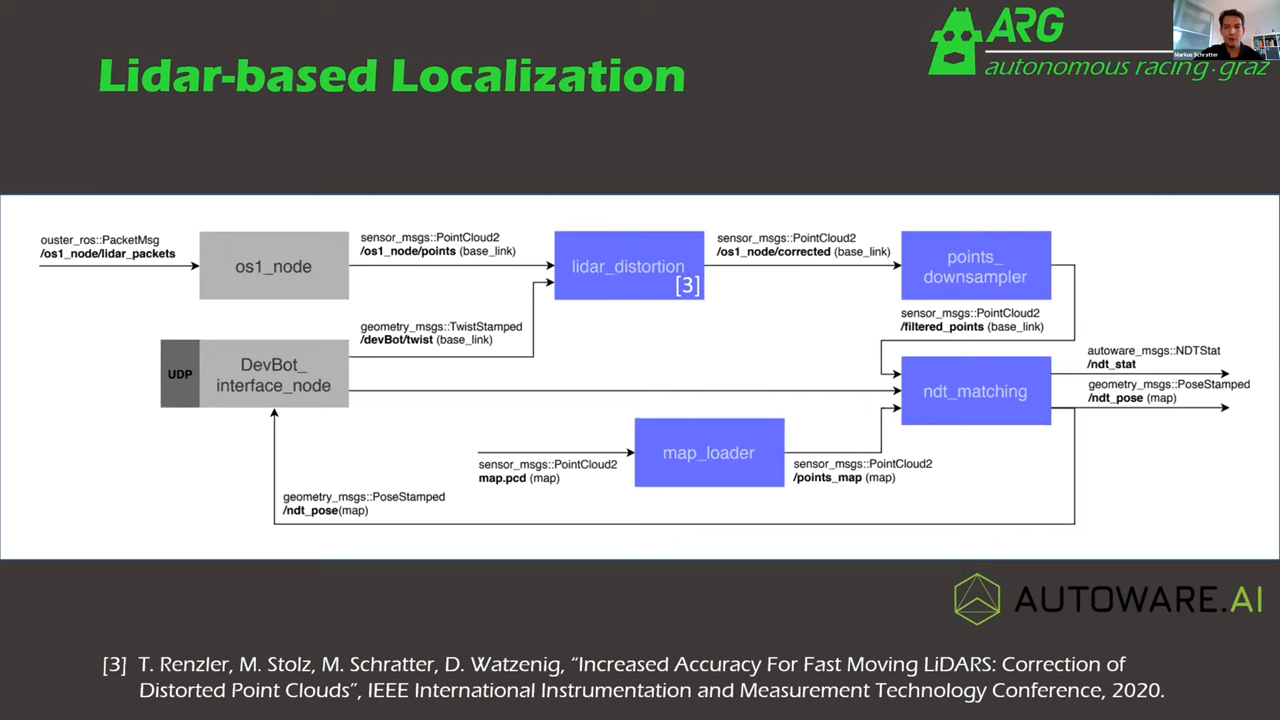 Lidar-based Localization
ARG
autonomous racing·graz
Markus Schratter
ouster_ros::PacketMsg
/os1_node/lidar_packets
os1_node
sensor_msgs::PointCloud2
/os1_node/points (base_link)
lidar_distortion
[3]
sensor_msgs::PointCloud2
/os1_node/corrected (base_link)
points_
downsampler
sensor_msgs::PointCloud2
/filtered_points (base_link)
geometry_msgs::TwistStamped
/devBot/twist (base_link)
UDP
DevBot_
interface_node
ndt_matching
autoware_msgs::NDTStat
/ndt_stat
geometry_msgs::PoseStamped
/ndt_pose (map)
sensor_msgs::PointCloud2
map.pcd (map)
map_loader
sensor_msgs::PointCloud2
/points_map (map)
geometry_msgs::PoseStamped
/ndt_pose(map)
AUTOWARE.AI
[3] T. Renzler, M. Stolz, M. Schratter, D. Watzenig, “Increased Accuracy For Fast Moving LiDARS: Correction of
Distorted Point Clouds”, IEEE International Instrumentation and Measurement Technology Conference, 2020.